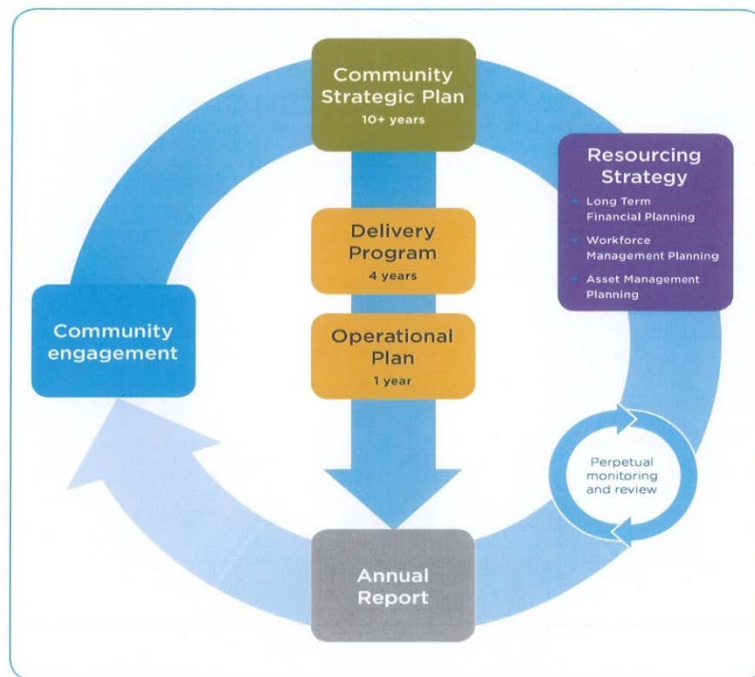 Community
Strategic Plan
10+ years
Resourcing
Strategy
Long Term
Financial Planning
Workforce
Management Planning
Asset Management
Planning
Delivery
Program
4 years
Community
engagement
Operational
Plan
1 year
Perpetual
monitoring
and review
Annual
Report